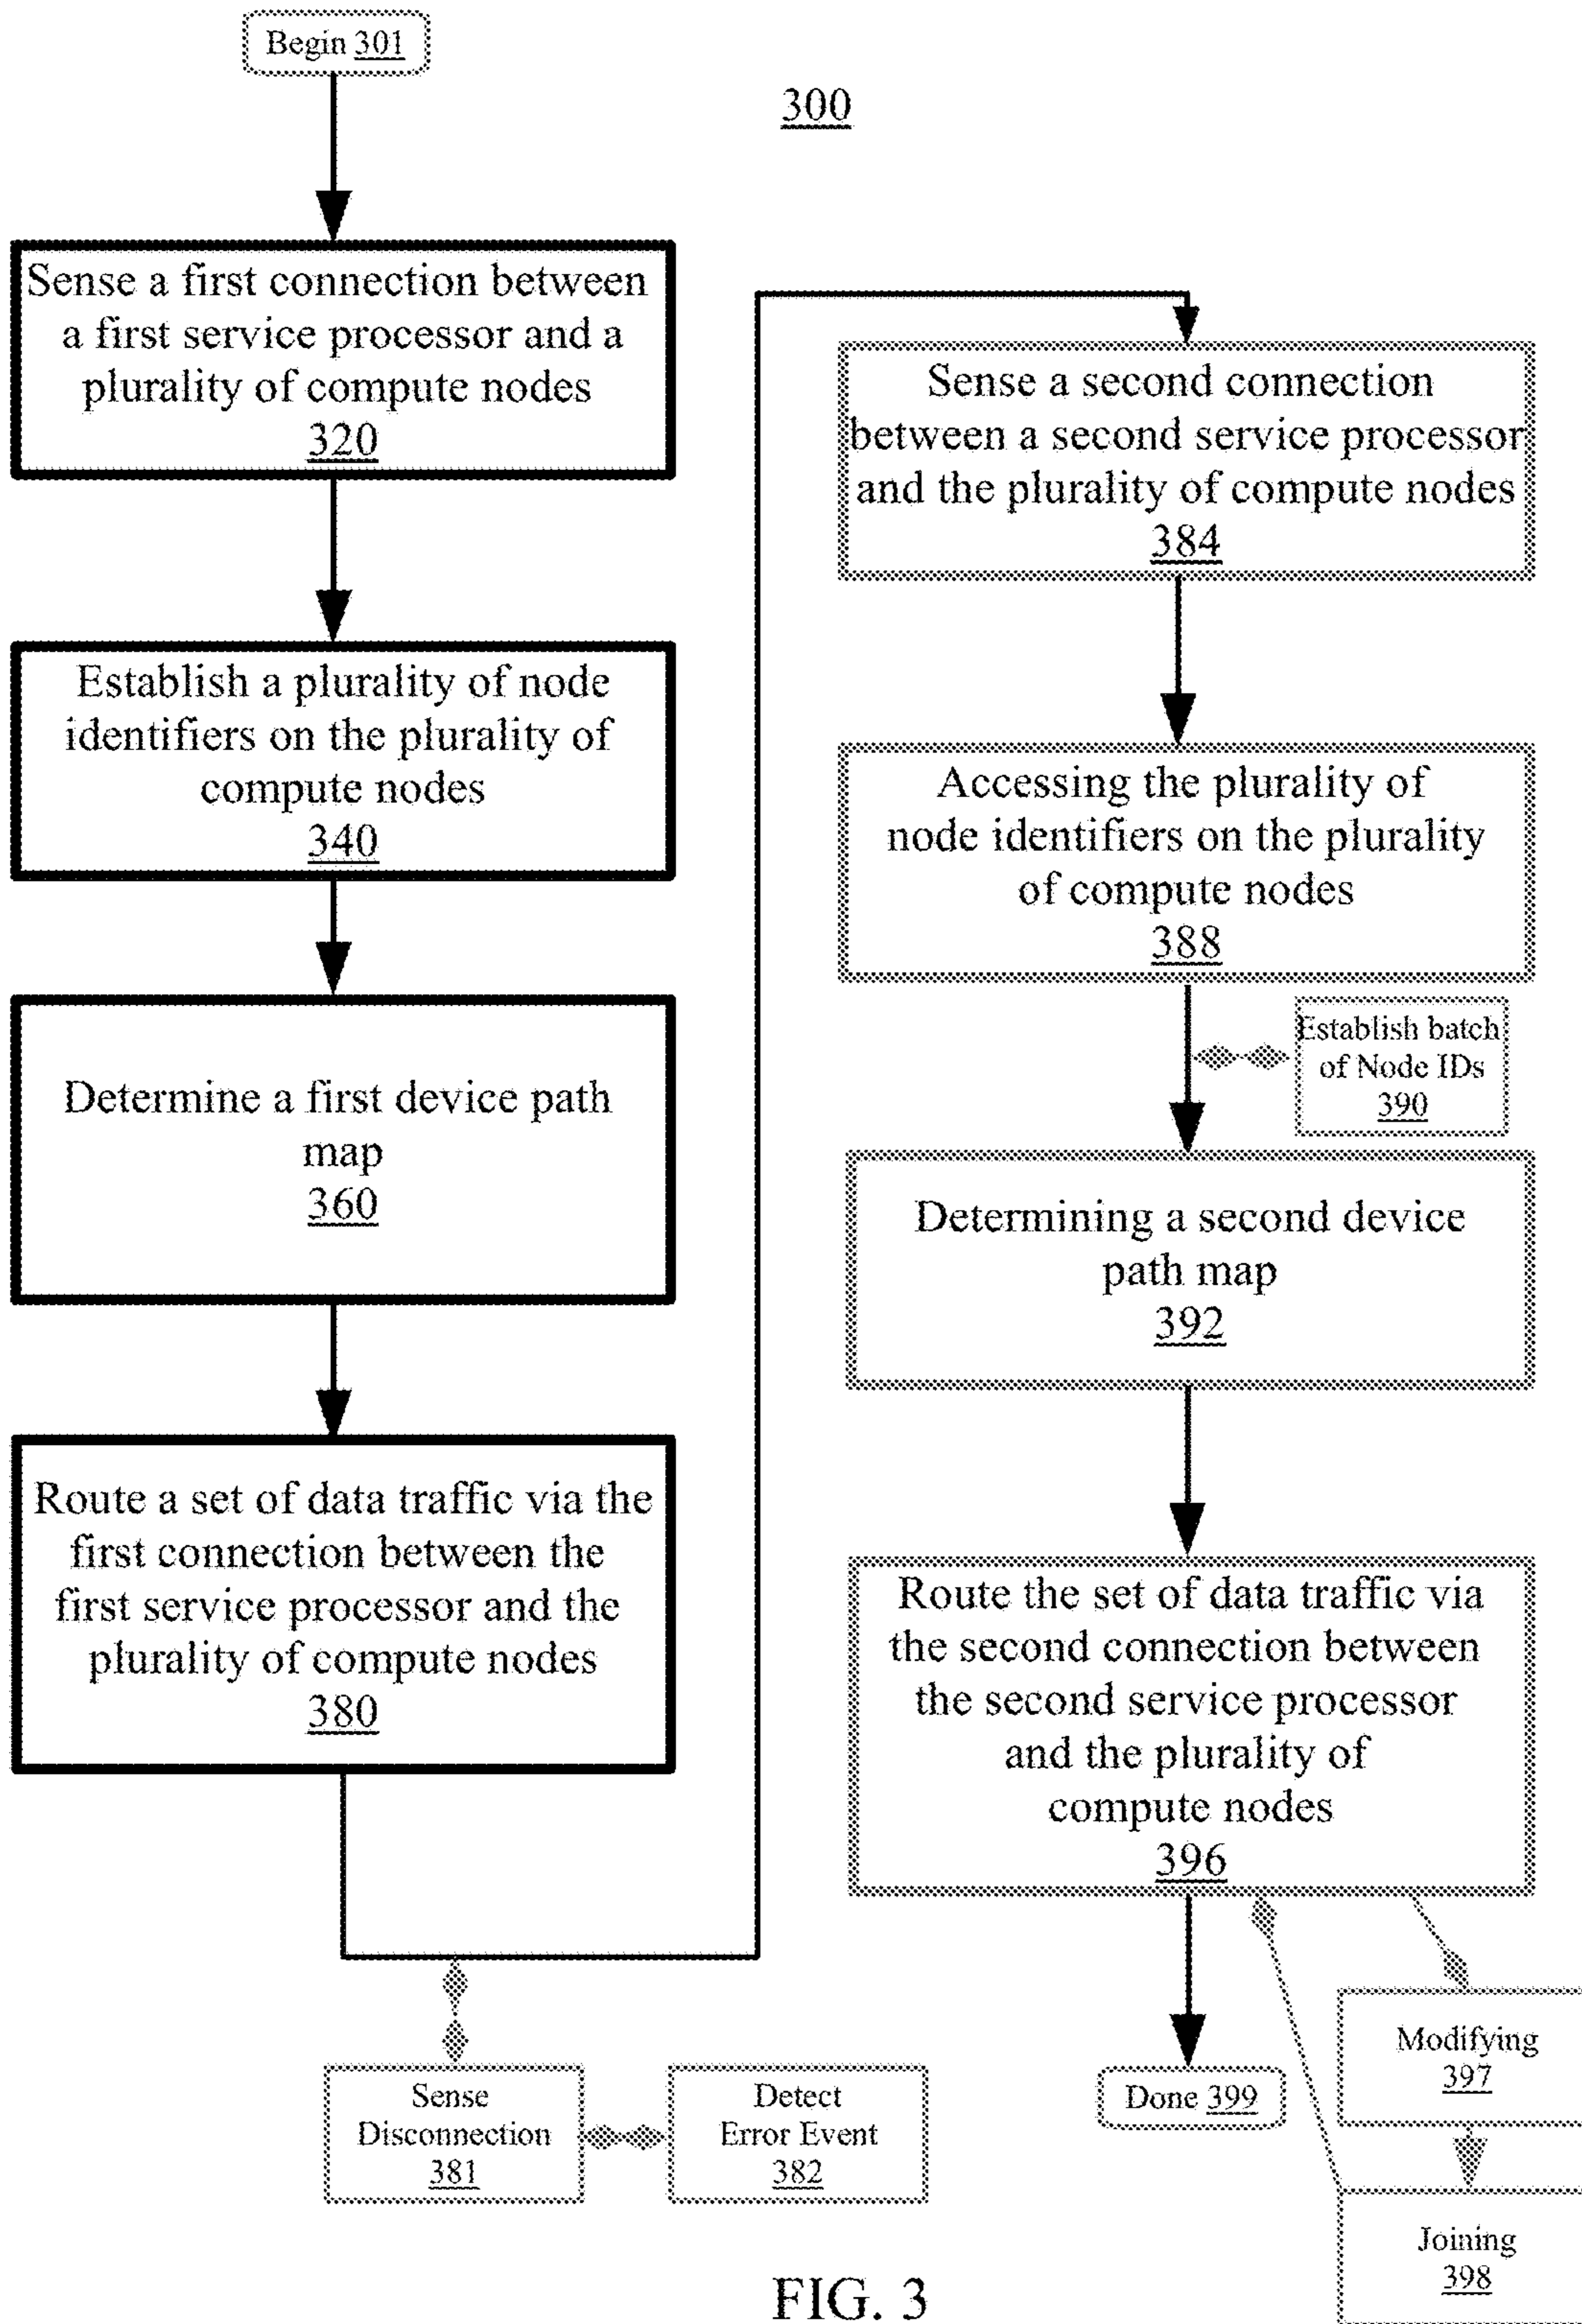 Begin 301
300
Sense a first connection between
a first service processor and a
plurality of compute nodes
320
Establish a plurality of node
identifiers on the plurality of
compute nodes
340
Determine a first device path
map
360
Route a set of data traffic via the
first connection between the
first service processor and the
plurality of compute nodes
380
Sense
Disconnection
381
Detect
Error Event
382
Sense a second connection
between a second service processor
and the plurality of compute nodes
384
Accessing the plurality of
node identifiers on the plurality
of compute nodes
388
Establish batch
of Node IDs
390
Determining a second device
path map
392
Route the set of data traffic via
the second connection between
the second service processor
and the plurality of
compute nodes
396
Modifying
397
Done 399
Joining
398
FIG. 3